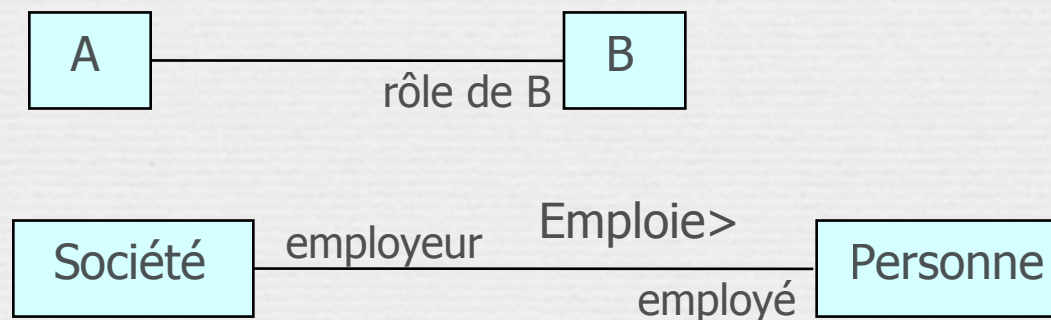 A
B
rôle de B
Société
employeur
Emploie>
Personne
employé